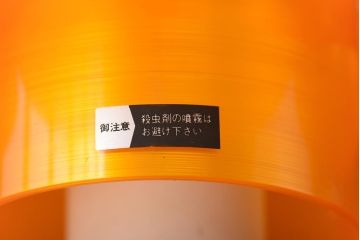 御注意
殺虫剤の噴霧は
お避け下さい